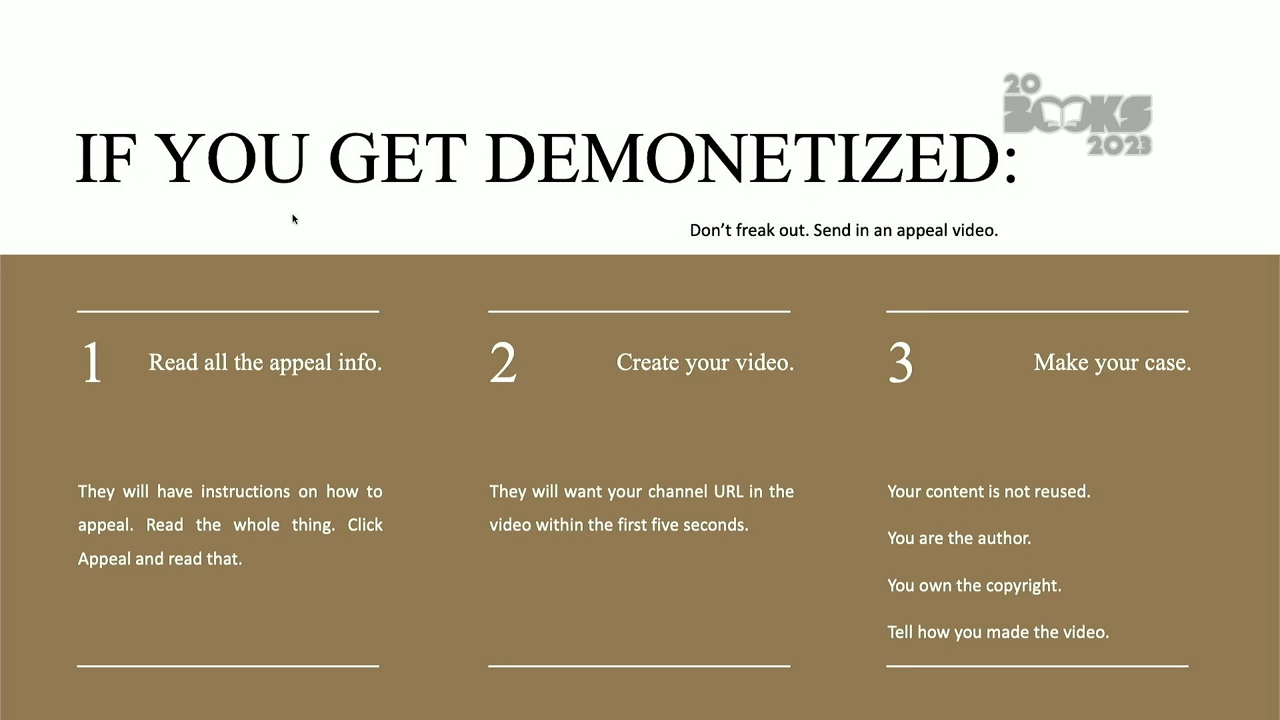 20
BOOKS
2023
IF YOU GET DEMONETIZED:
Don’t freak out. Send in an appeal video.
1 Read all the appeal info.
They will have instructions on how to
appeal. Read the whole thing. Click
Appeal and read that.
2 Create your video.
They will want your channel URL in the
video within the first five seconds.
3 Make your case.
Your content is not reused.
You are the author.
You own the copyright.
Tell how you made the video.